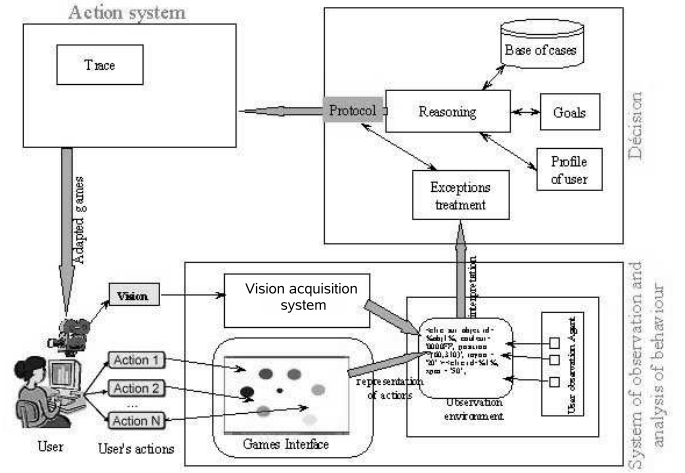 Action system
Trace
Base of cases
Protocol
Reasoning
Goals
Profile
of user
Exceptions
treatment
Décision
Adapted games
interpretation
Vision
Vision acquisition
system
Action 1
Action 2
...
Action N
User
User's actions
Games Interface
representation
of actions
Observation
environment
User observation Agent
System of observation and
analysis of behaviour